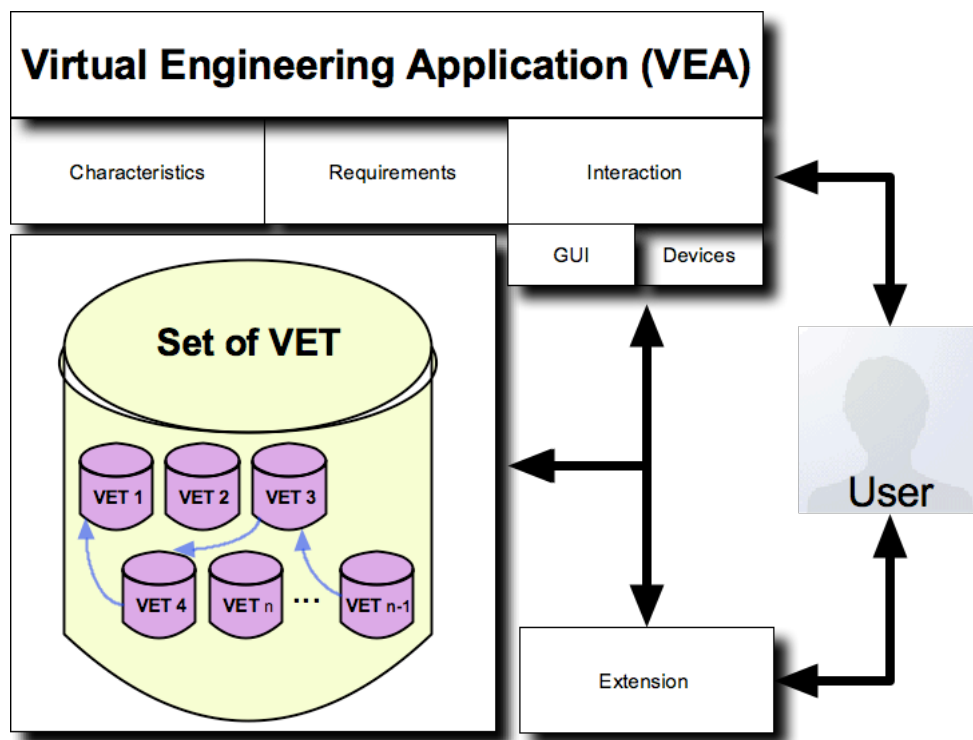 Virtual Engineering Application (VEA)
Characteristics
Requirements
Interaction
GUI
Devices
Set of VET
VET 1
VET 2
VET 3
VET 4
VET n
...
VET n-1
User
Extension